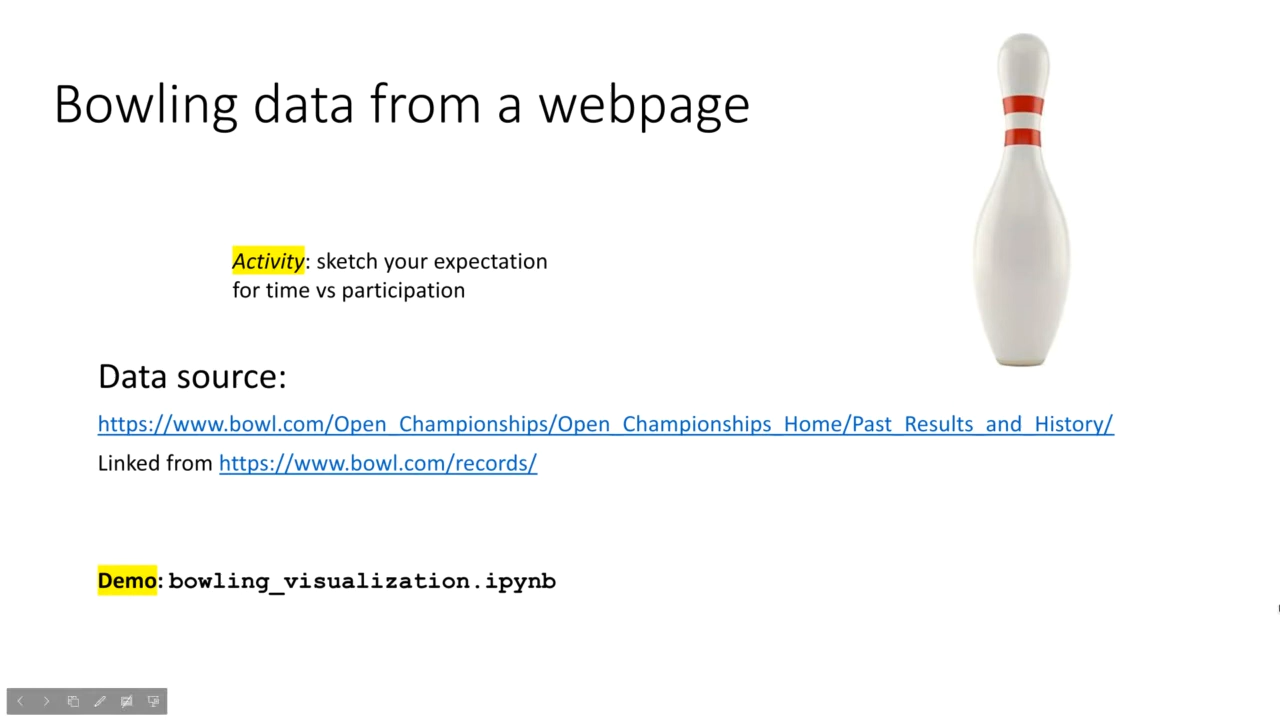 Bowling data from a webpage
Activity: sketch your expectation
for time vs participation
Data source:
https://www.bowl.com/Open_Championships/Open_Championships_Home/Past_Results_and_History/
Linked from https://www.bowl.com/records/
Demo: bowling_visualization.ipynb